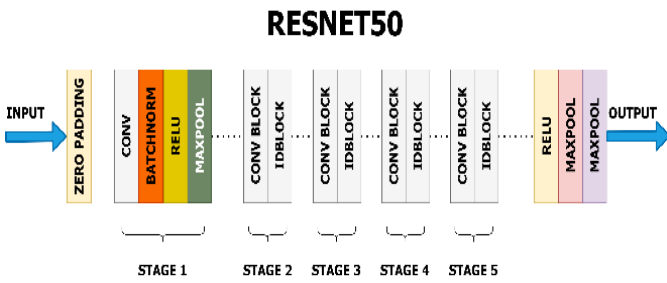 RESNET50
INPUT
ZERO PADDING
CONV
BATCHNORM
RELU
MAXPOOL
CONV BLOCK
IDBLOCK
CONV BLOCK
IDBLOCK
CONV BLOCK
IDBLOCK
CONV BLOCK
IDBLOCK
RELU
MAXPOOL
MAXPOOL
OUTPUT
STAGE 1
STAGE 2
STAGE 3
STAGE 4
STAGE 5